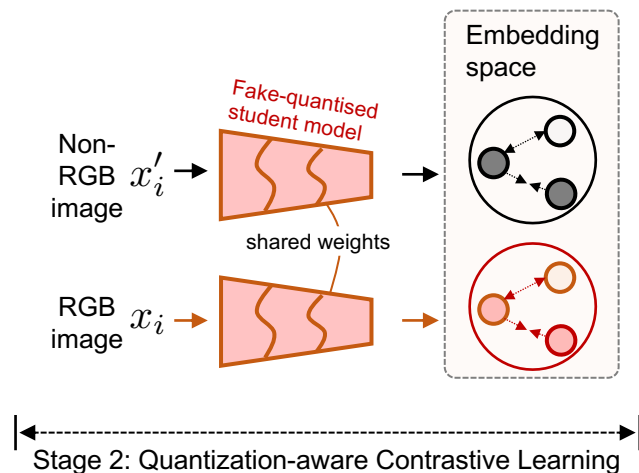 Embedding
space
Fake-quantised
student model
Non-
RGB
image
x′i
shared weights
RGB
image
xi
Stage 2: Quantization-aware Contrastive Learning